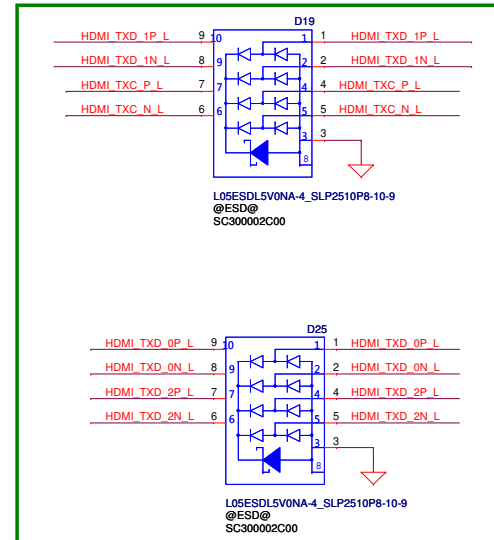 D19
HDMI_TXD_1P_L 9 10 1 1 HDMI_TXD_1P_L
HDMI_TXD_1N_L 8 9 2 2 HDMI_TXD_1N_L
HDMI_TXC_P_L 7 7 4 4 HDMI_TXC_P_L
HDMI_TXC_N_L 6 6 5 5 HDMI_TXC_N_L
3 3
8
L05ESDL5V0NA-4_SLP2510P8-10-9
@ESD@
SC300002C00
D25
HDMI_TXD_0P_L 9 10 1 1 HDMI_TXD_0P_L
HDMI_TXD_0N_L 8 9 2 2 HDMI_TXD_0N_L
HDMI_TXD_2P_L 7 7 4 4 HDMI_TXD_2P_L
HDMI_TXD_2N_L 6 6 5 5 HDMI_TXD_2N_L
3 3
8
L05ESDL5V0NA-4_SLP2510P8-10-9
@ESD@
SC300002C00